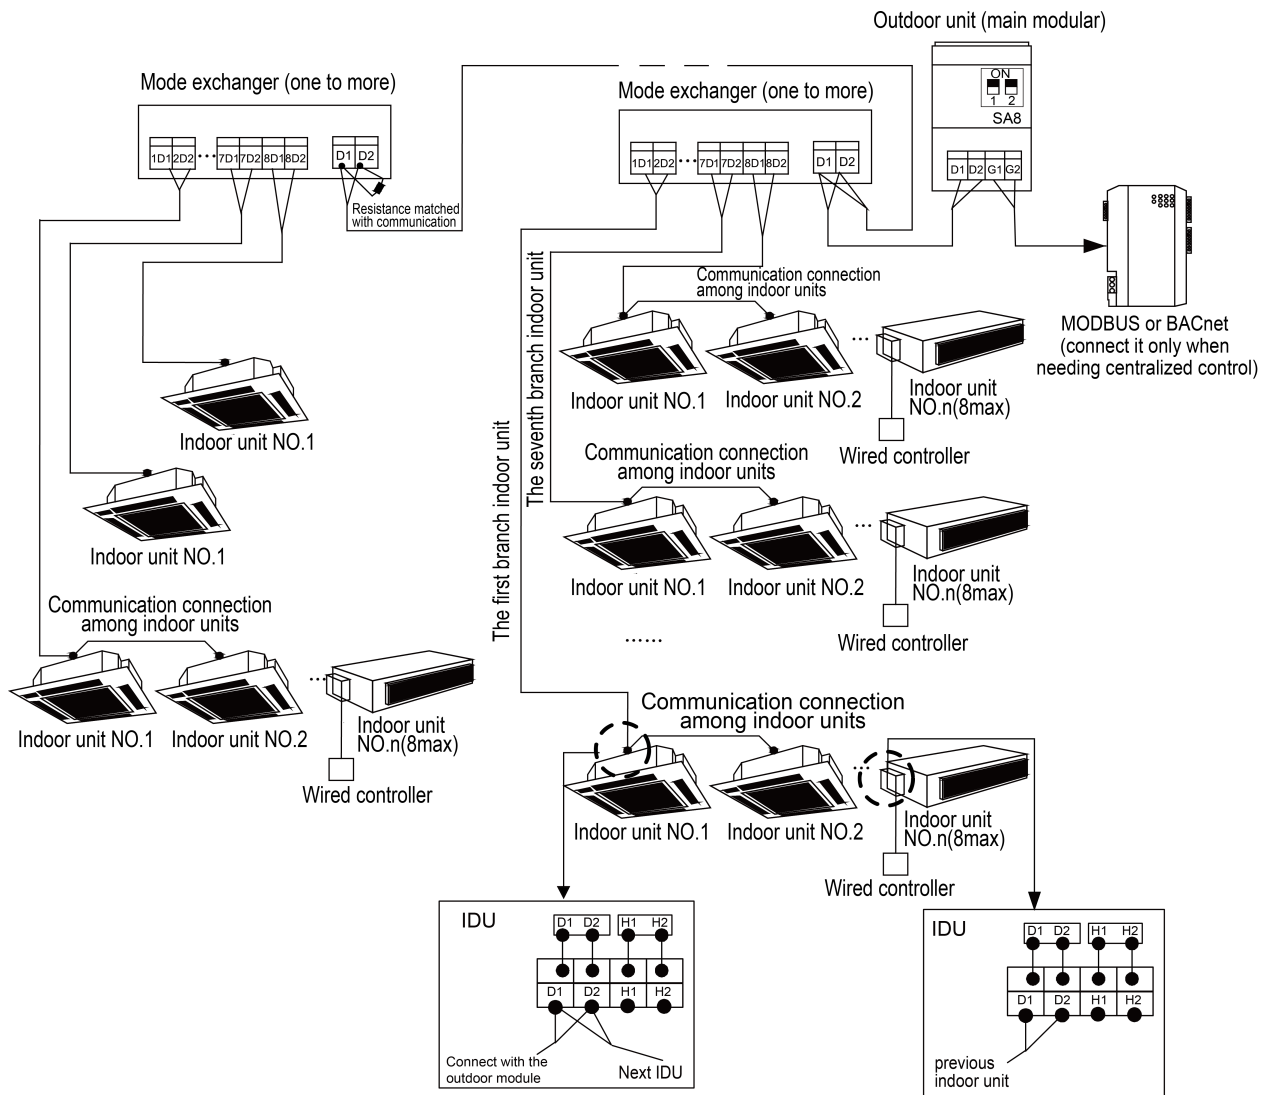 Outdoor unit (main modular)
ON
1 2
SA8
D1 D2 G1 G2
Mode exchanger (one to more)
1D1 2D2 ... 7D1 7D2 8D1 8D2
D1 D2
Resistance matched
with communication
Mode exchanger (one to more)
1D1 2D2 ... 7D1 7D2 8D1 8D2
D1 D2
MODBUS or BACnet
(connect it only when
needing centralized control)
The first branch indoor unit
The seventh branch indoor unit
Communication connection
among indoor units
...
Indoor unit NO.1
Indoor unit NO.2
Indoor unit
NO.n(8max)
Wired controller
Communication connection
among indoor units
...
Indoor unit NO.1
Indoor unit NO.2
Indoor unit
NO.n(8max)
Wired controller
......
Indoor unit NO.1
Indoor unit NO.1
Communication connection
among indoor units
...
Indoor unit NO.1
Indoor unit NO.2
Indoor unit
NO.n(8max)
Wired controller
Communication connection
among indoor units
...
Indoor unit NO.1
Indoor unit NO.2
Indoor unit
NO.n(8max)
Wired controller
IDU
D1 D2 H1 H2
D1 D2 H1 H2
Connect with the
outdoor module
Next IDU
IDU
D1 D2 H1 H2
D1 D2 H1 H2
previous
indoor unit